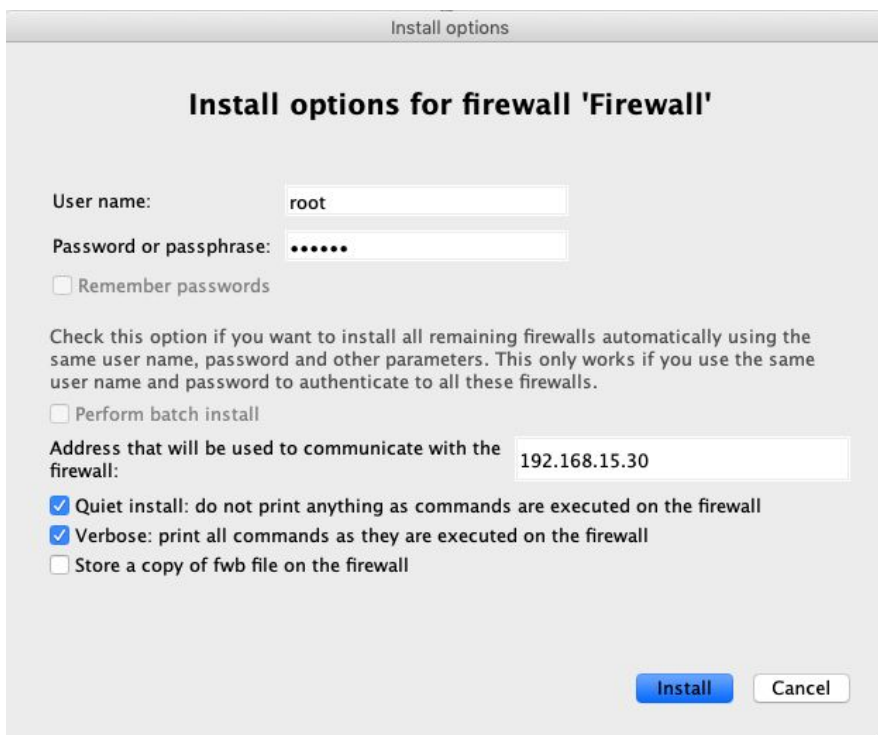 Install options
Install options for firewall 'Firewall'
User name: root
Password or passphrase: ••••••
Remember passwords
Check this option if you want to install all remaining firewalls automatically using the
same user name, password and other parameters. This only works if you use the same
user name and password to authenticate to all these firewalls.
Perform batch install
Address that will be used to communicate with the
firewall:
192.168.15.30
Quiet install: do not print anything as commands are executed on the firewall
Verbose: print all commands as they are executed on the firewall
Store a copy of fwb file on the firewall
Install Cancel